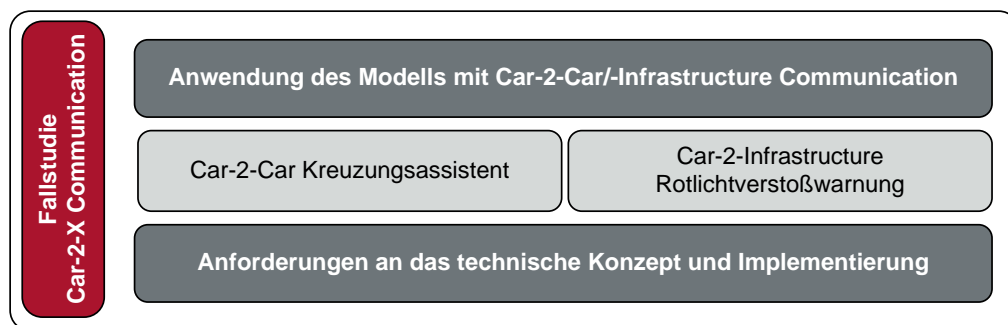 Fallstudie
Car-2-X Communication
Anwendung des Modells mit Car-2-Car/-Infrastructure Communication
Car-2-Car Kreuzungsassistent
Car-2-Infrastructure
Rotlichtverstoßwarnung
Anforderungen an das technische Konzept und Implementierung